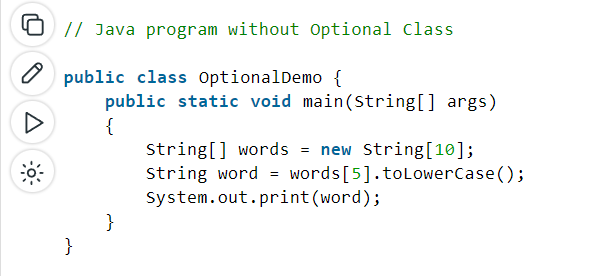 // Java program without Optional Class
public class OptionalDemo {
    public static void main(String[] args)
    {
        String[] words = new String[10];
        String word = words[5].toLowerCase();
        System.out.print(word);
    }
}